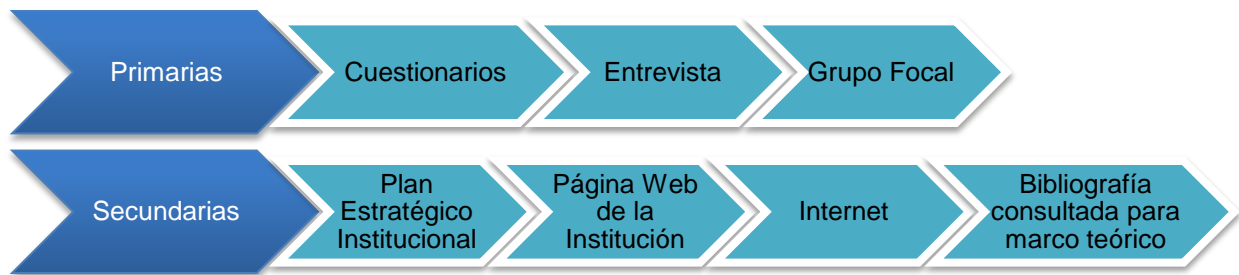 Primarias
Cuestionarios
Entrevista
Grupo Focal
Secundarias
Plan
Estratégico
Institucional
Página Web
de la
Institución
Internet
Bibliografía
consultada para
marco teórico